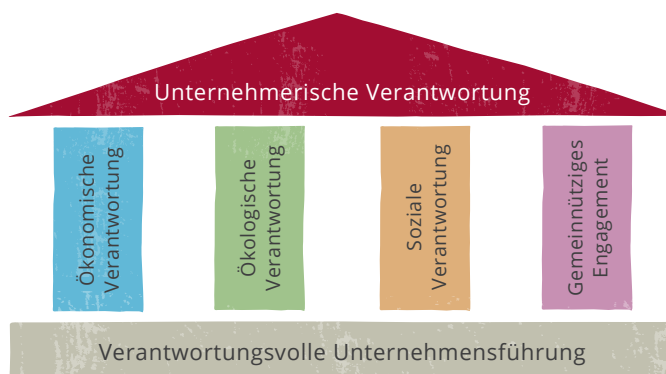 Unternehmerische Verantwortung
Ökonomische
Verantwortung
Ökologische
Verantwortung
Soziale
Verantwortung
Gemeinnütziges
Engagement
Verantwortungsvolle Unternehmensführung